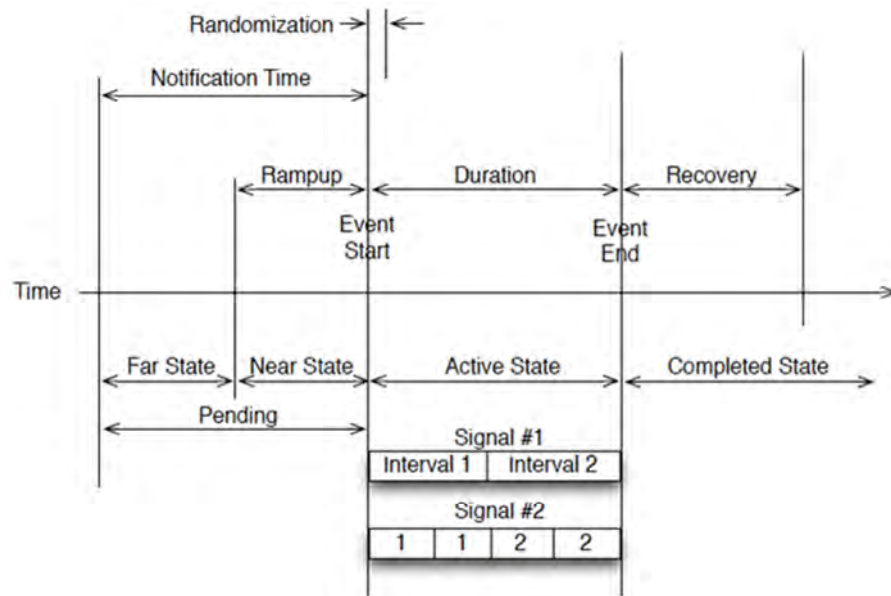 Randomization
Notification Time
Rampup
Duration
Recovery
Event
Start
Event
End
Time
Far State
Near State
Active State
Completed State
Pending
Signal #1
Interval 1
Interval 2
Signal #2
1
1
2
2